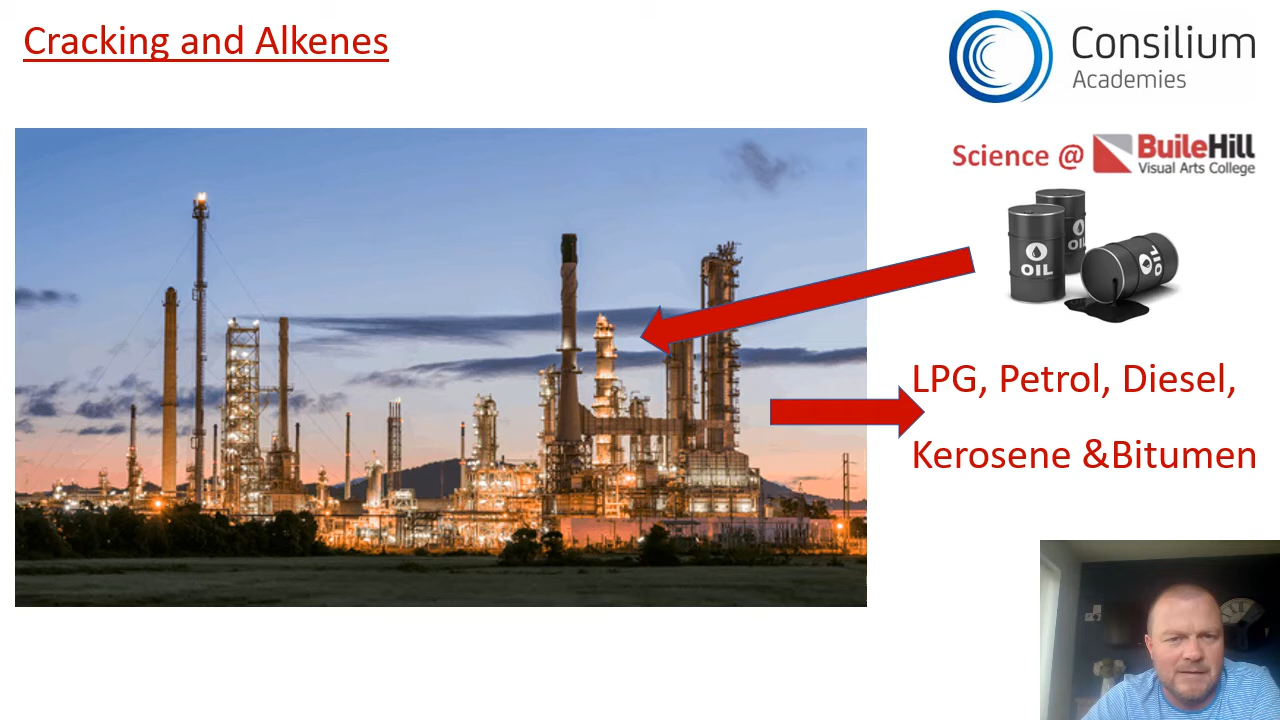 Cracking and Alkenes
Consilium
Academies
Science @ BuileHill
Visual Arts College
OIL
OIL
OIL
LPG, Petrol, Diesel,
Kerosene &Bitumen